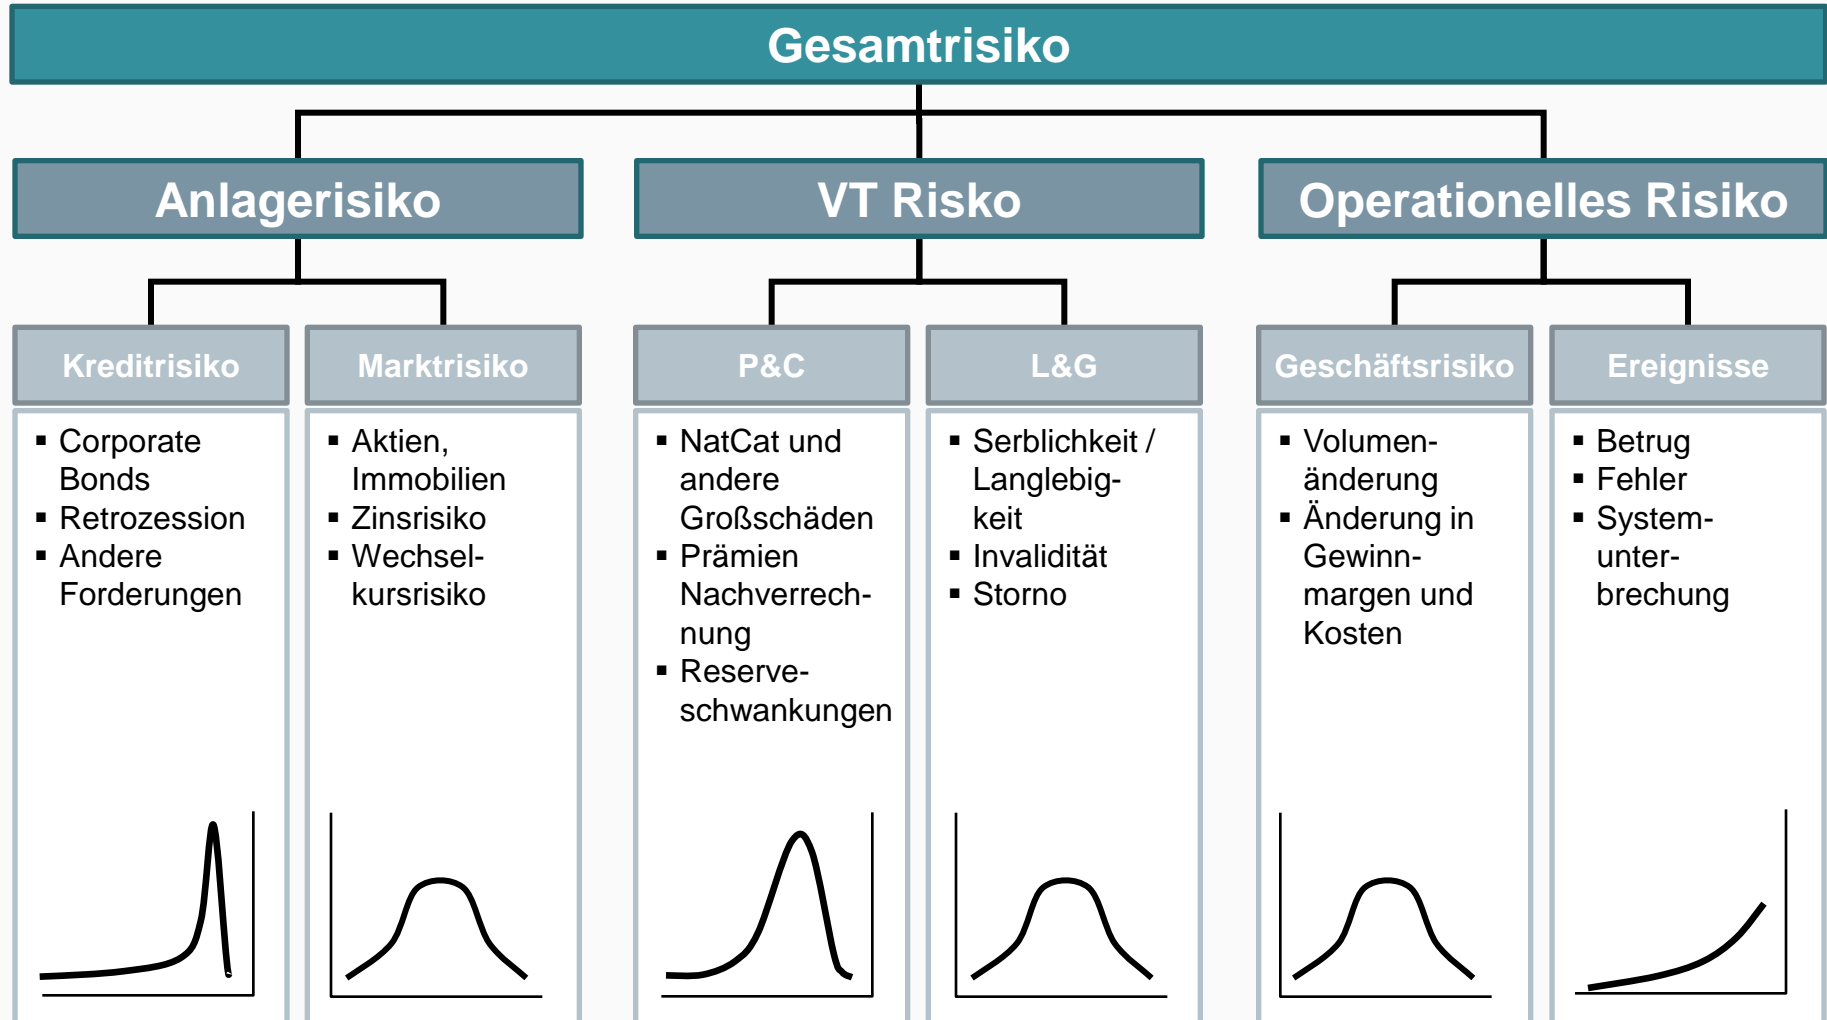 Gesamtrisiko
Anlagerisiko
VT Risko
Operationelles Risiko
Kreditrisiko
Marktrisiko
P&C
L&G
Geschäftsrisiko
Ereignisse
▪ Corporate
Bonds
▪ Retrozession
▪ Andere
Forderungen
▪ Aktien,
Immobilien
▪ Zinsrisiko
▪ Wechsel-
kursrisiko
▪ NatCat und
andere
Großschäden
▪ Prämien
Nachverrech-
nung
▪ Reserve-
schwankungen
▪ Serblichkeit /
Langlebig-
keit
▪ Invalidität
▪ Storno
▪ Volumen-
änderung
▪ Änderung in
Gewinn-
margen und
Kosten
▪ Betrug
▪ Fehler
▪ System-
unter-
brechung